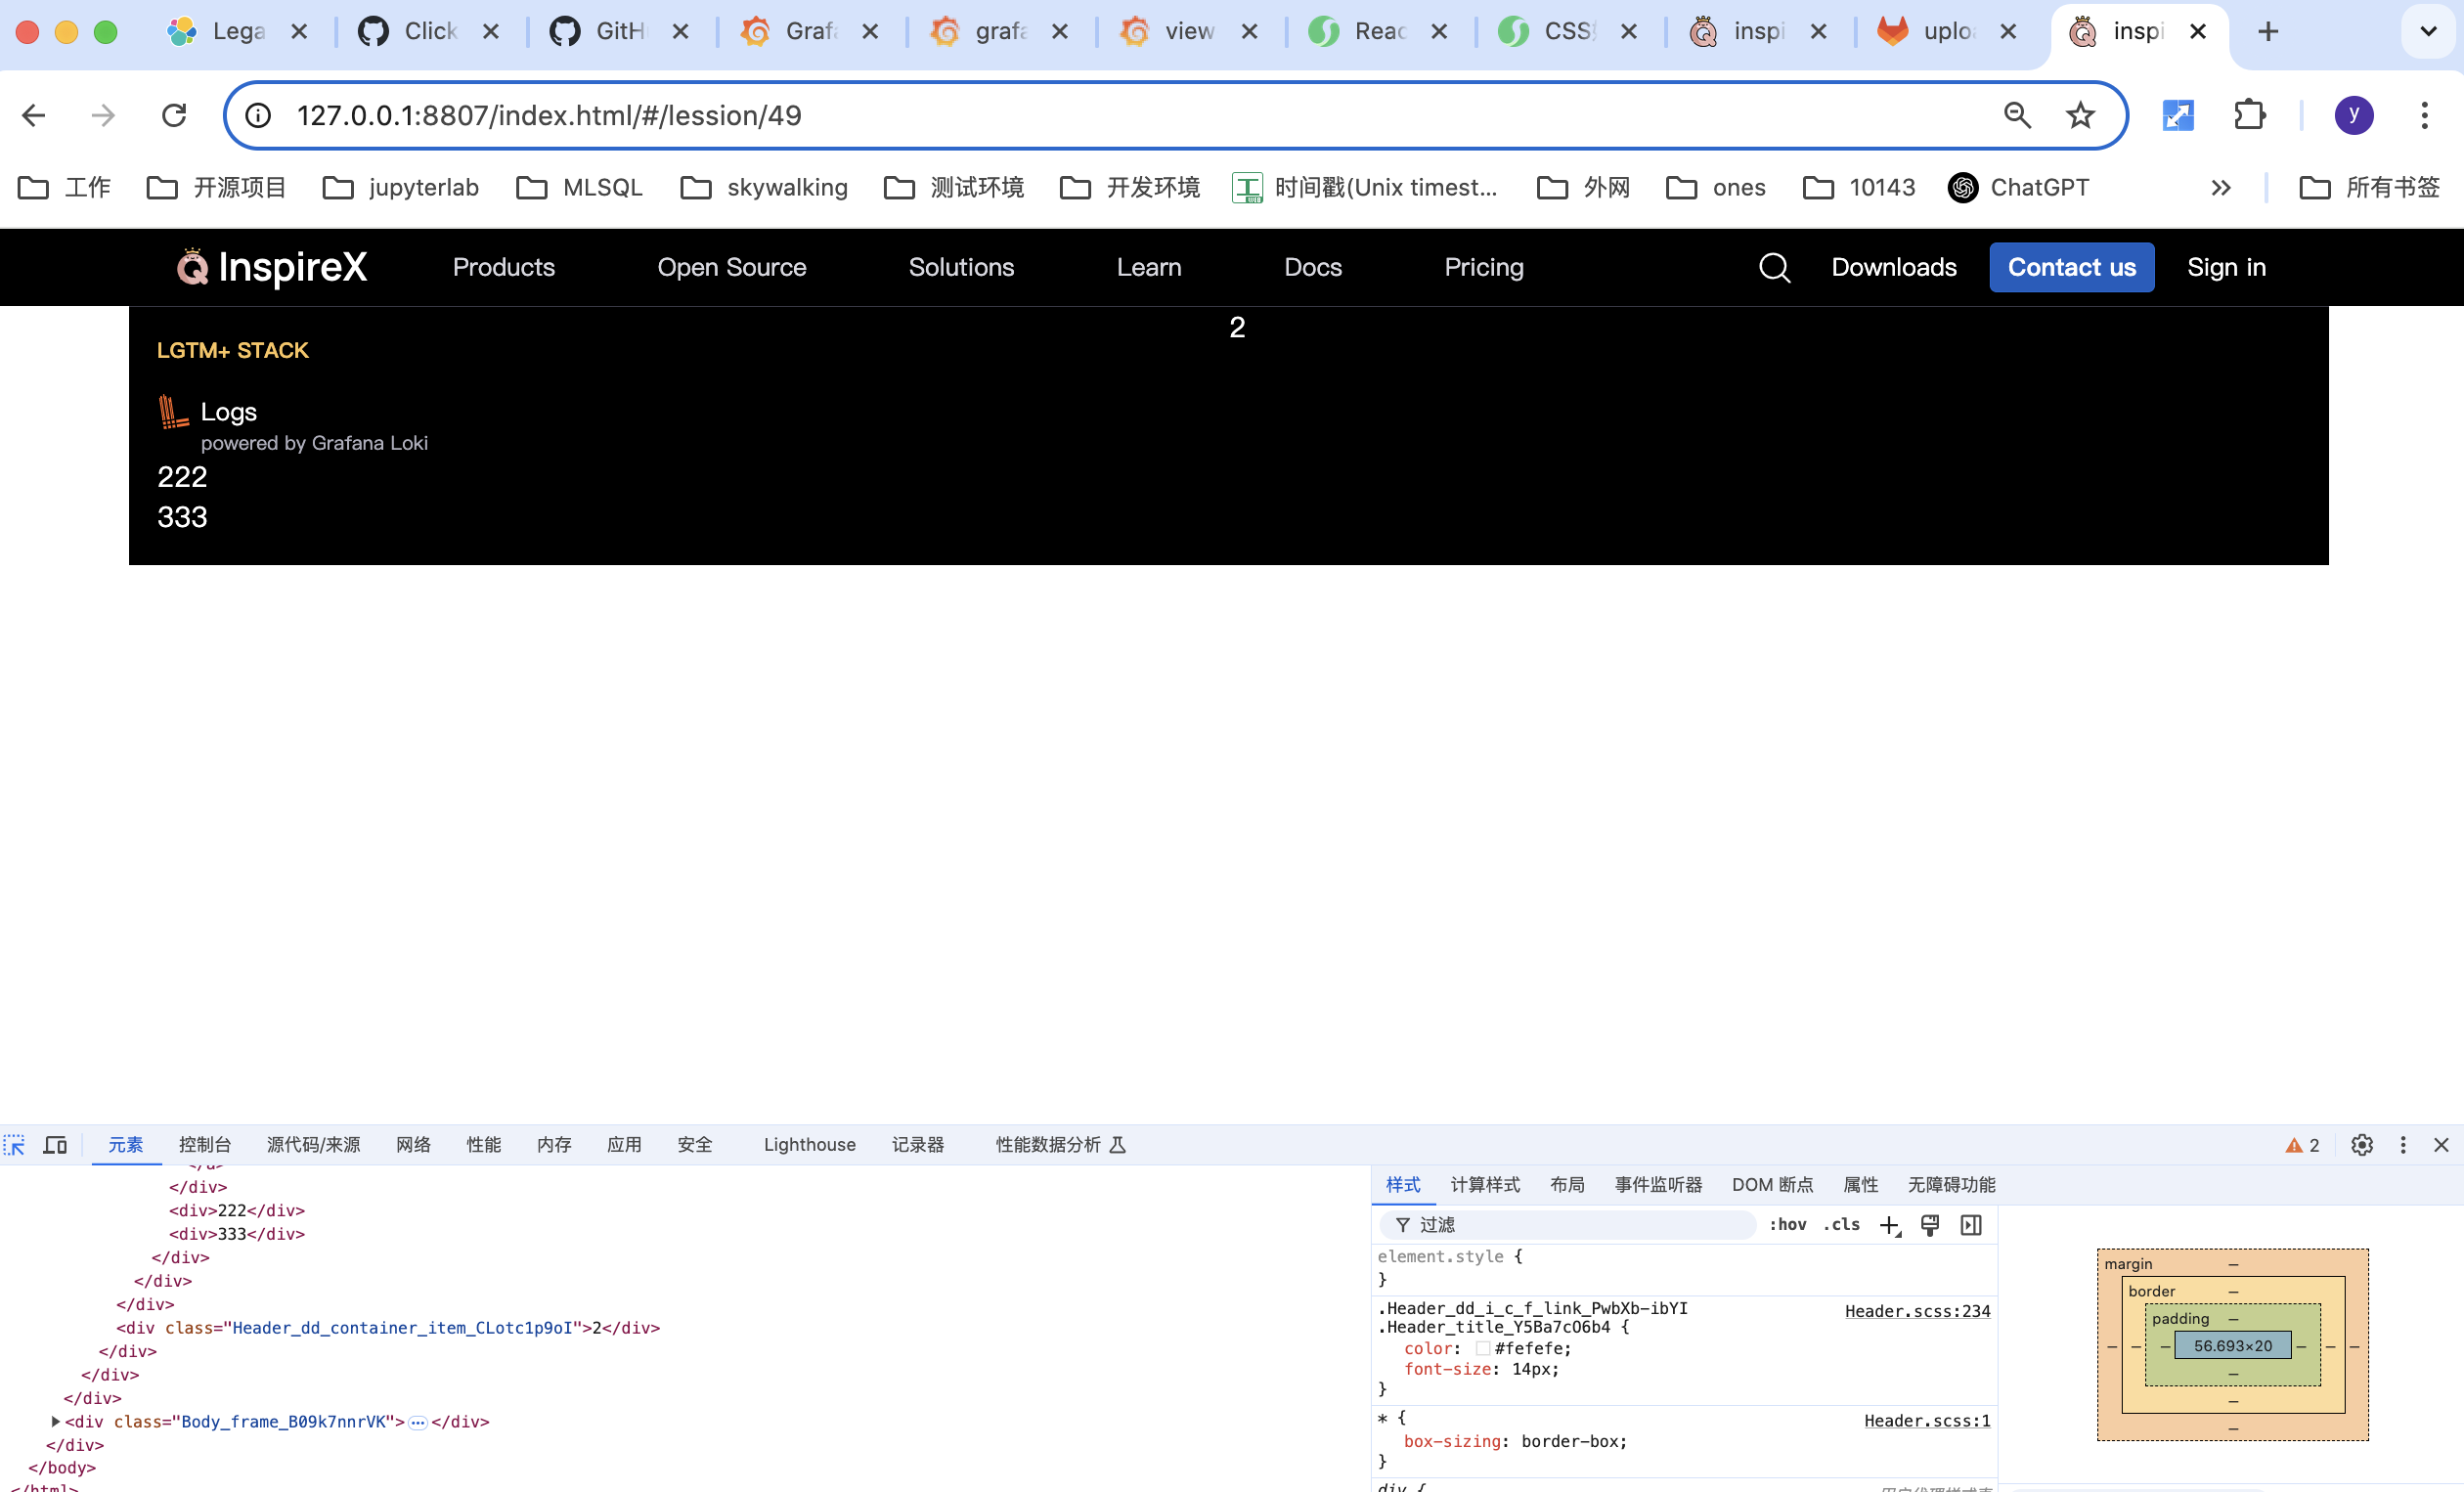 Lega
Click
GitH
Grafa
grafa
view
Reac
CSS
inspi
uploa
inspi
127.0.0.1:8807/index.html/#/lession/49
y
工作
开源项目
jupyterlab
MLSQL
skywalking
测试环境
开发环境
时间戳(Unix timest...
外网
ones
10143
ChatGPT
所有书签
InspireX
Products
Open Source
Solutions
Learn
Docs
Pricing
Downloads
Contact us
Sign in
2
LGTM+ STACK
Logs
powered by Grafana Loki
222
333
元素
控制台
源代码/来源
网络
性能
内存
应用
安全
Lighthouse
记录器
性能数据分析
2
</div>
<div>222</div>
<div>333</div>
</div>
</div>
</div>
<div class="Header_dd_container_item_CLotc1p9oI">2</div>
</div>
</div>
</div>
<div class="Body_frame_B09k7nnrVK">…</div>
</div>
</body>
</html>
样式
计算样式
布局
事件监听器
DOM 断点
属性
无障碍功能
过滤
:hov
.cls
element.style {
}
.Header_dd_i_c_f_link_PwbXb-ibYI
Header.scss:234
.Header_title_Y5Ba7cO6b4 {
color: #fefefe;
font-size: 14px;
}
* {
Header.scss:1
box-sizing: border-box;
}
div {
margin
–
border
–
padding
–
– – – 56.693×20 – – –
–
–
–